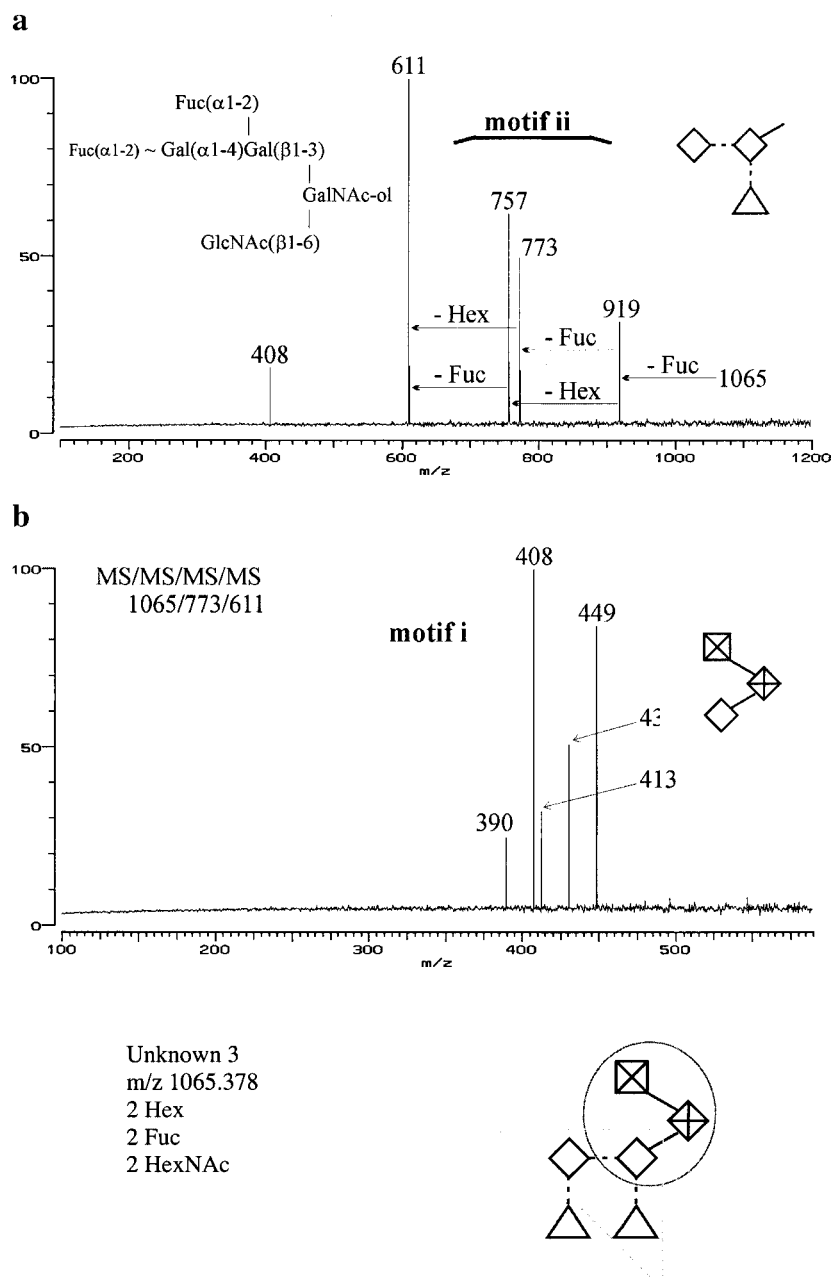 a
611
100
Fuc(α1-2)
motif ii
Fuc(α1-2) ~ Gal(α1-4)Gal(β1-3)
GalNAc-ol
757
GlcNAc(β1-6)
50
773
919
- Hex
- Fuc
408
- Fuc
1065
- Fuc
- Hex
0
200
400
600
800
1000
1200
m/z
b
408
100
MS/MS/MS/MS
1065/773/611
motif i
449
43
50
413
390
0
100
200
300
400
500
m/z
Unknown 3
m/z 1065.378
2 Hex
2 Fuc
2 HexNAc